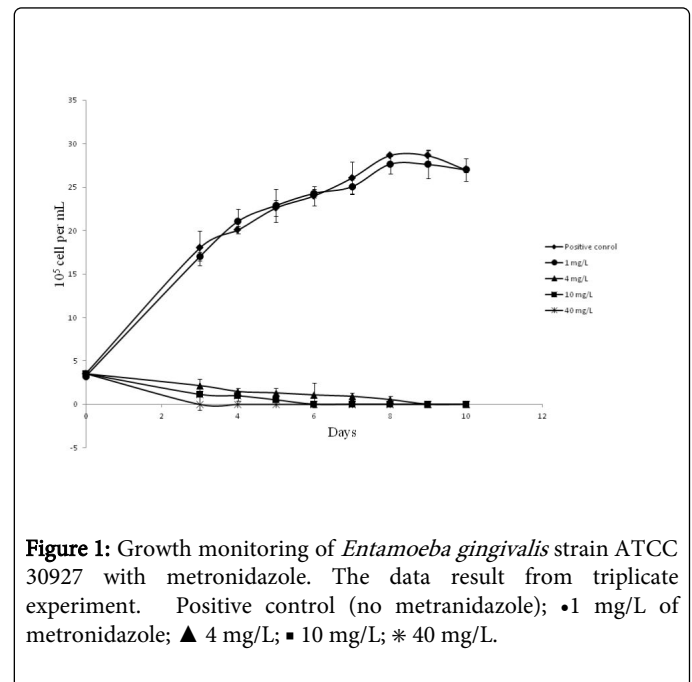 35
30
25
20
15
10
5
0
-5
10⁵ cell per mL
0 2 4 6 8 10 12
Days
Positive conrol
1 mg/L
4 mg/L
10 mg/L
40 mg/L
Figure 1: Growth monitoring of Entamoeba gingivalis strain ATCC
30927 with metronidazole. The data result from triplicate
experiment. Positive control (no metranidazole); •1 mg/L of
metronidazole; ▲ 4 mg/L; ▪ 10 mg/L; ✳ 40 mg/L.